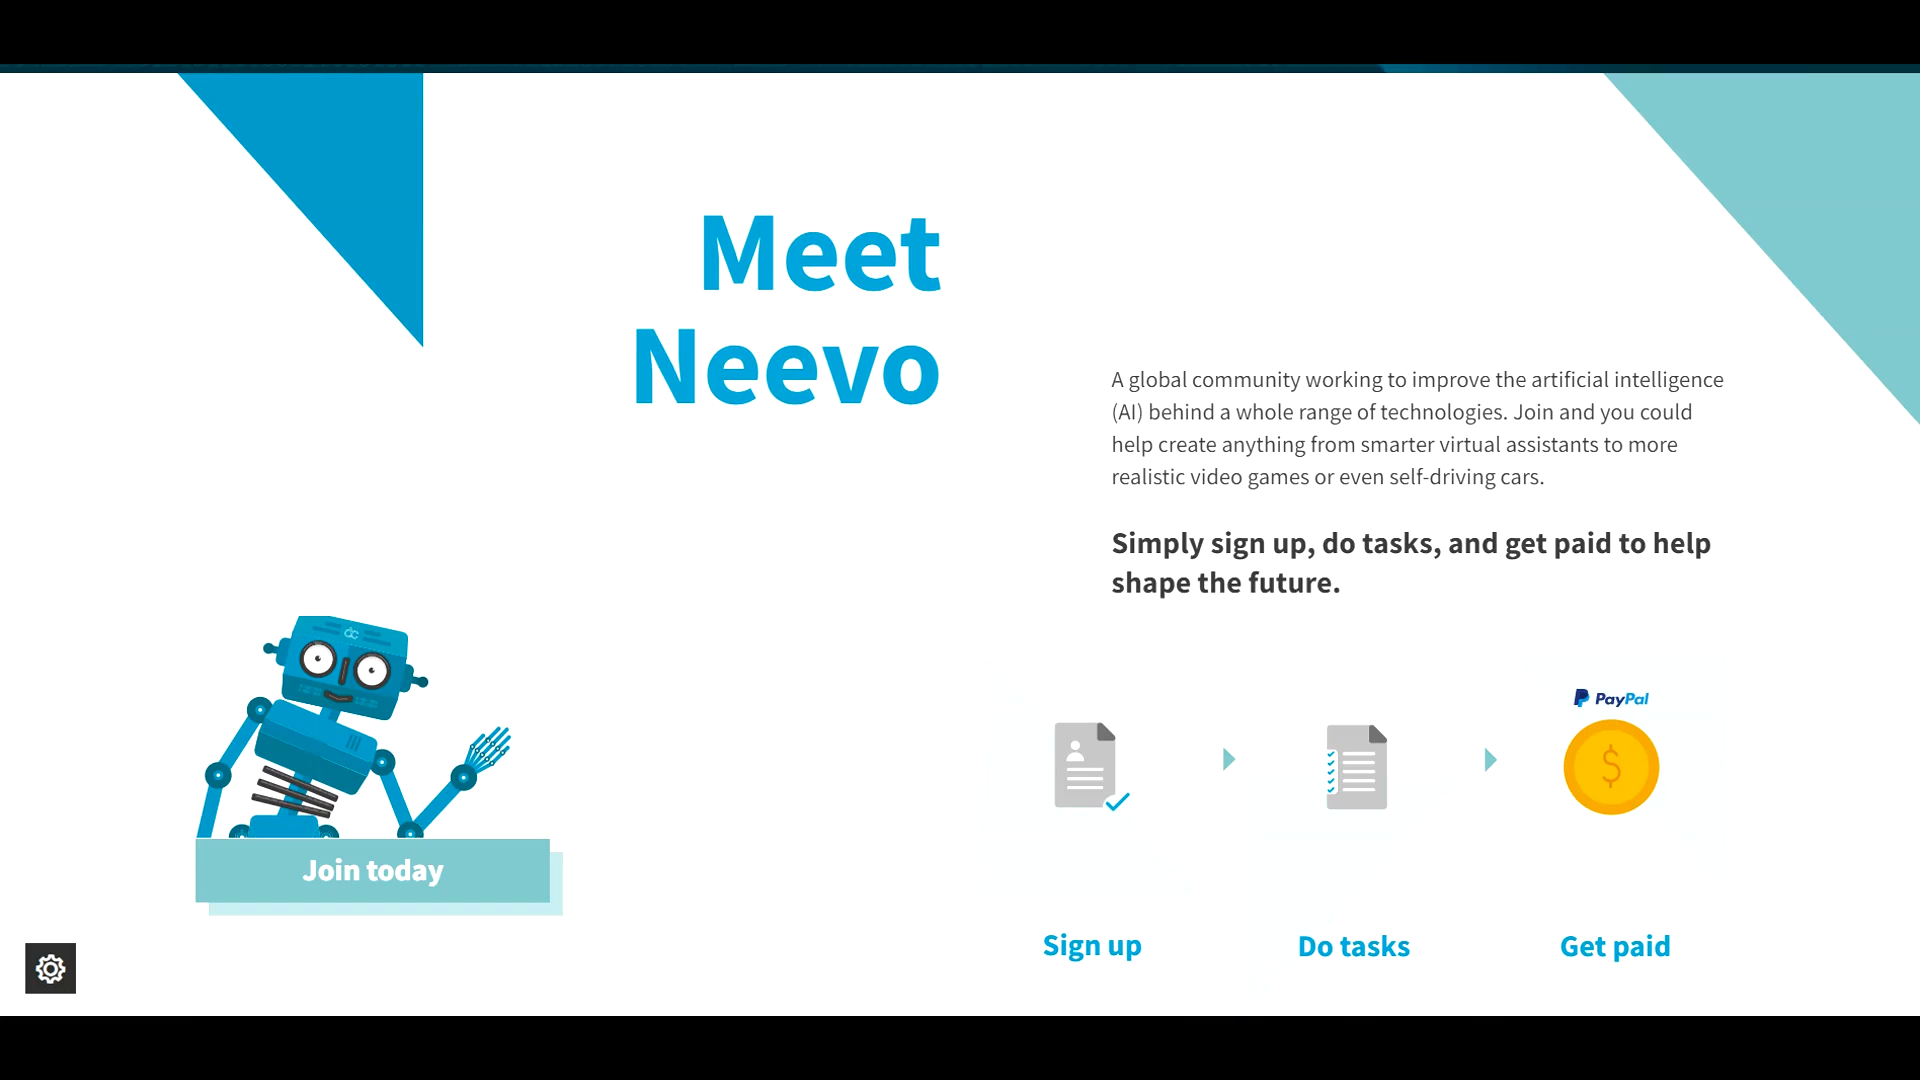 Meet
Neevo
A global community working to improve the artificial intelligence
(AI) behind a whole range of technologies. Join and you could
help create anything from smarter virtual assistants to more
realistic video games or even self-driving cars.
Simply sign up, do tasks, and get paid to help
shape the future.
PayPal
$
dc
Join today
Sign up
Do tasks
Get paid